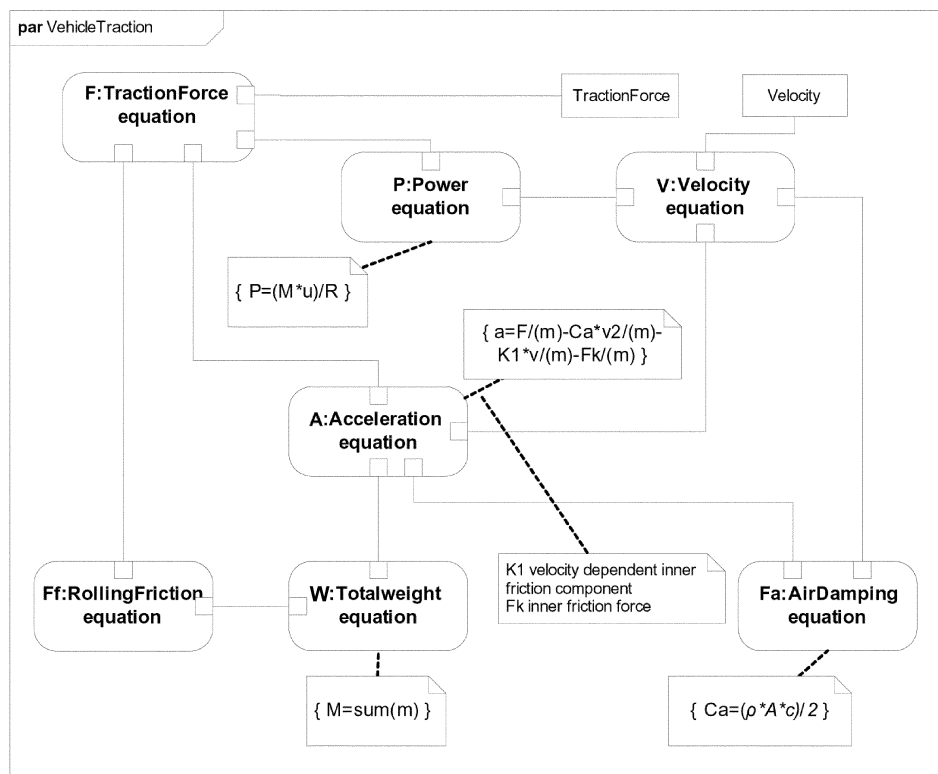 par VehicleTraction
F:TractionForce
equation
TractionForce
Velocity
P:Power
equation
V:Velocity
equation
{ P=(M*u)/R }
{ a=F/(m)-Ca*v2/(m)-
K1*v/(m)-Fk/(m) }
A:Acceleration
equation
K1 velocity dependent inner
friction component
Fk inner friction force
Ff:RollingFriction
equation
W:Totalweight
equation
Fa:AirDamping
equation
{ M=sum(m) }
{ Ca=(ρ*A*c)/2 }